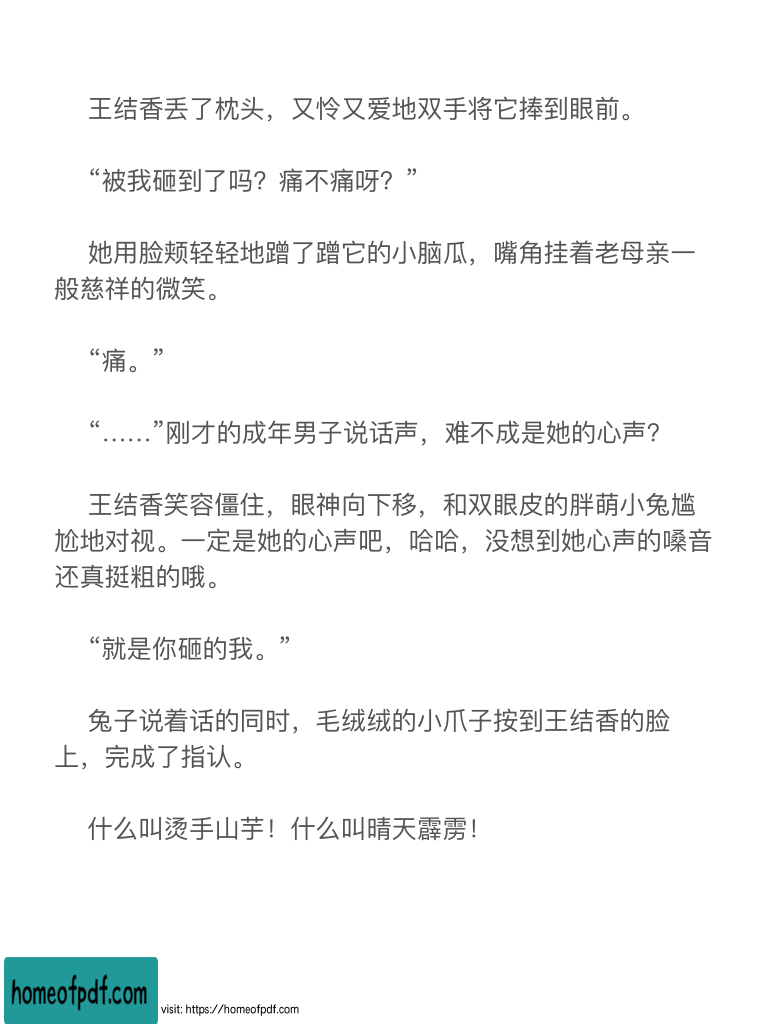 王结香丢了枕头，又怜又爱地双手将它捧到眼前。
“被我砸到了吗？痛不痛呀？”
她用脸颊轻轻地蹭了蹭它的小脑瓜，嘴角挂着老母亲一
般慈祥的微笑。
“痛。”
“……”刚才的成年男子说话声，难不成是她的心声？
王结香笑容僵住，眼神向下移，和双眼皮的胖萌小兔尴
尬地对视。一定是她的心声吧，哈哈，没想到她心声的嗓音
还真挺粗的哦。
“就是你砸的我。”
兔子说着话的同时，毛绒绒的小爪子按到王结香的脸
上，完成了指认。
什么叫烫手山芋！什么叫晴天霹雳！
homeofpdf.com
visit: https://homeofpdf.com